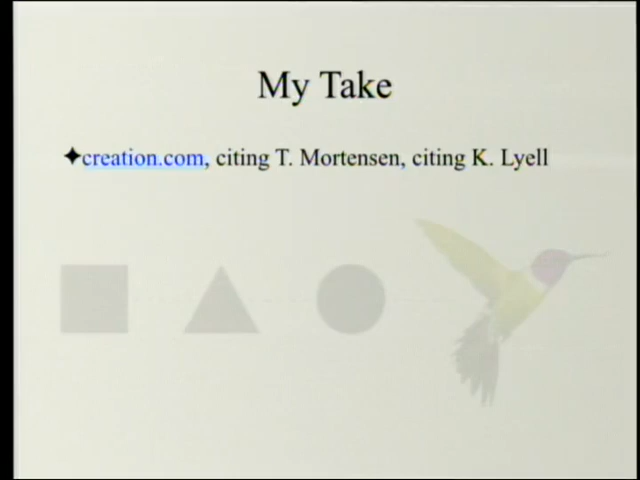 My Take
✦creation.com, citing T. Mortensen, citing K. Lyell